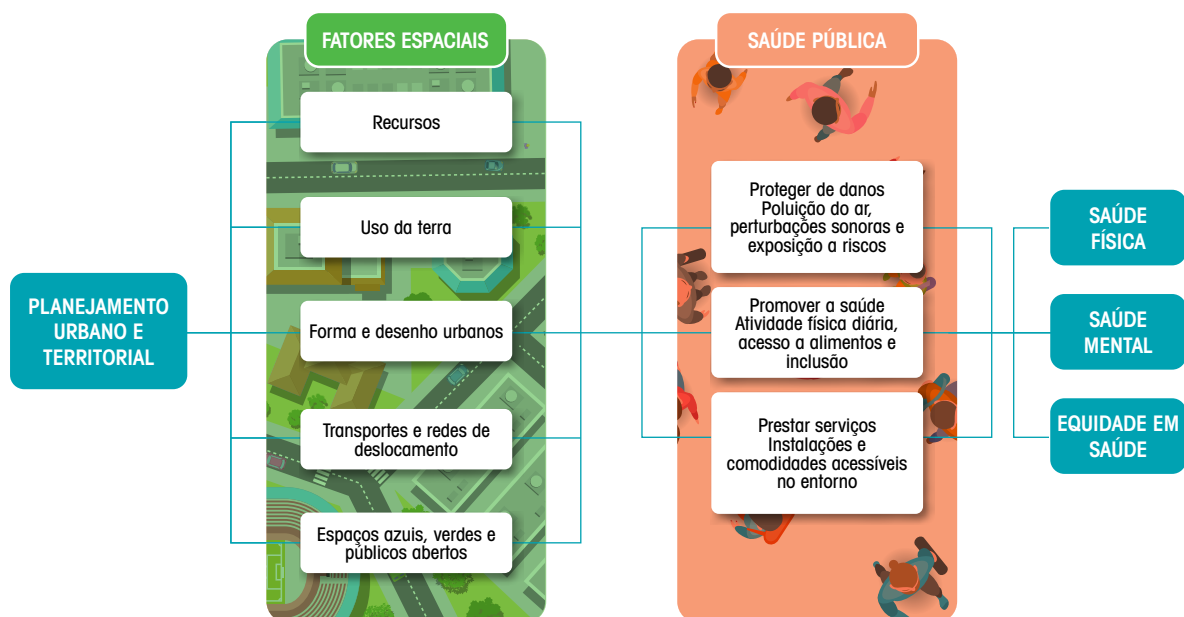 FATORES ESPACIAIS
SAÚDE PÚBLICA
PLANEJAMENTO
URBANO E
TERRITORIAL
Recursos
Uso da terra
Forma e desenho urbanos
Transportes e redes de
deslocamento
Espaços azuis, verdes e
públicos abertos
Proteger de danos
Poluição do ar,
perturbações sonoras e
exposição a riscos
Promover a saúde
Atividade física diária,
acesso a alimentos e
inclusão
Prestar serviços
Instalações e
comodidades acessíveis
no entorno
SAÚDE
FÍSICA
SAÚDE
MENTAL
EQUIDADE EM
SAÚDE